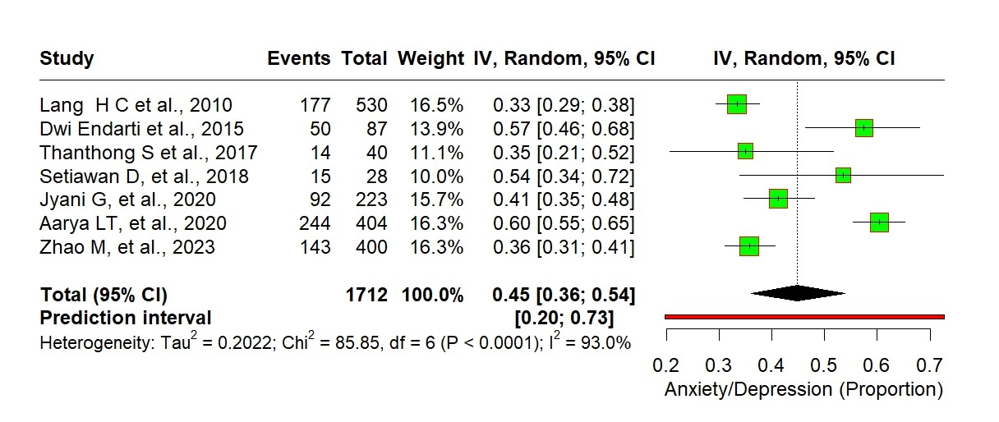 Study Events Total Weight IV, Random, 95% CI IV, Random, 95% CI
Lang H C et al., 2010 177 530 16.5% 0.33 [0.29; 0.38]
Dwi Endarti et al., 2015 50 87 13.9% 0.57 [0.46; 0.68]
Thanthong S et al., 2017 14 40 11.1% 0.35 [0.21; 0.52]
Setiawan D, et al., 2018 15 28 10.0% 0.54 [0.34; 0.72]
Jyani G, et al., 2020 92 223 15.7% 0.41 [0.35; 0.48]
Aarya LT, et al., 2020 244 404 16.3% 0.60 [0.55; 0.65]
Zhao M, et al., 2023 143 400 16.3% 0.36 [0.31; 0.41]
Total (95% CI) 1712 100.0% 0.45 [0.36; 0.54]
Prediction interval [0.20; 0.73]
Heterogeneity: Tau² = 0.2022; Chi² = 85.85, df = 6 (P < 0.0001); I² = 93.0%
0.2 0.3 0.4 0.5 0.6 0.7
Anxiety/Depression (Proportion)